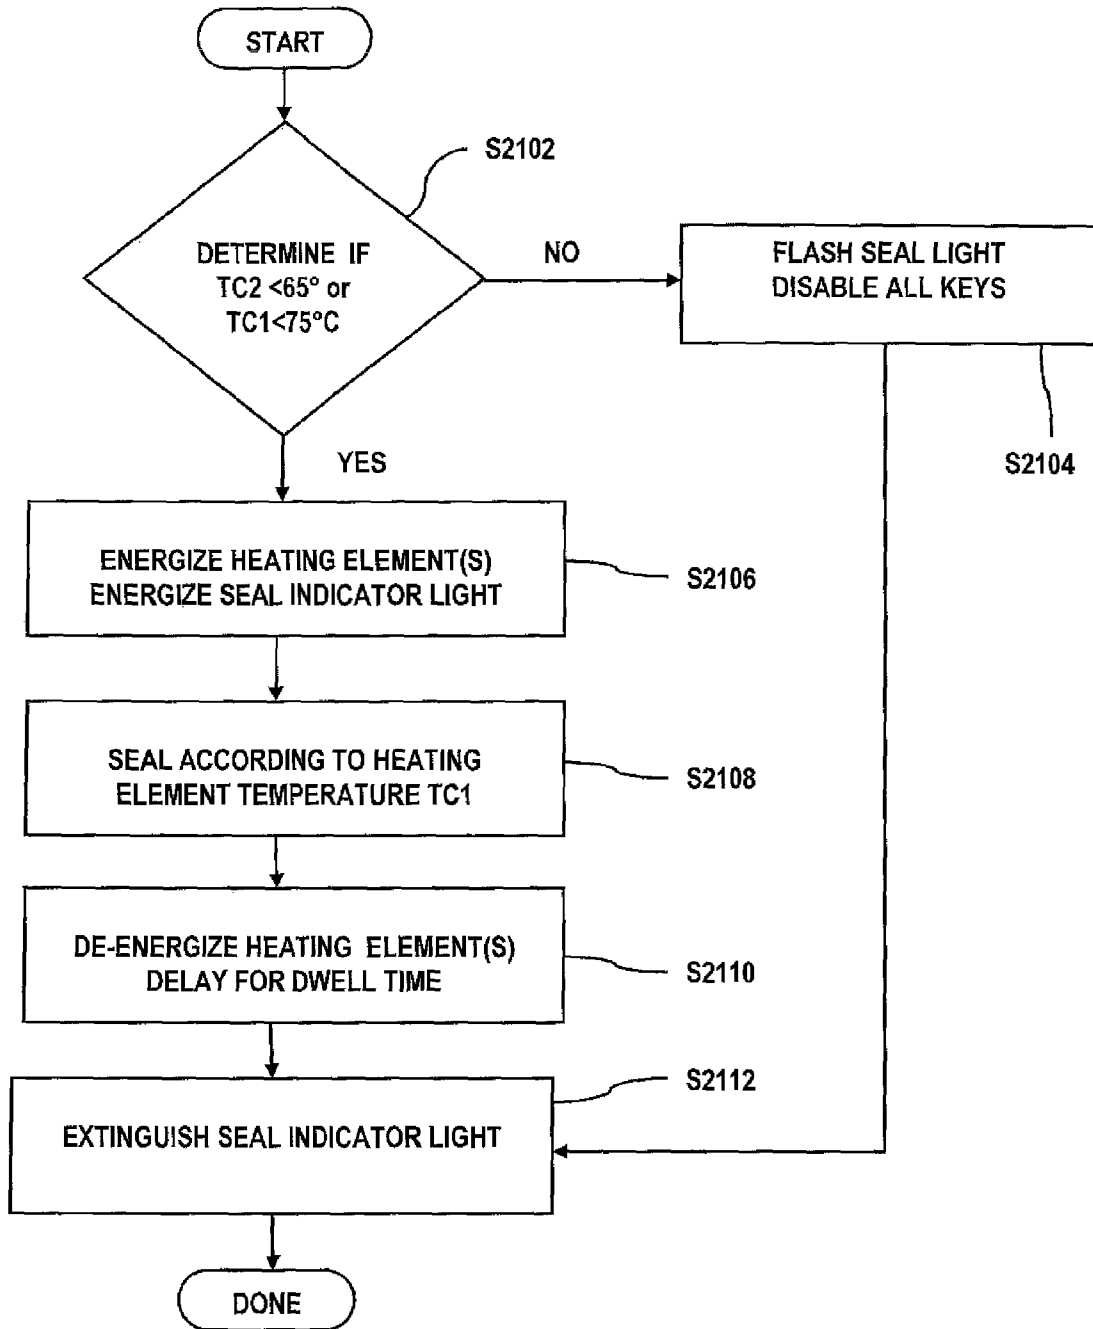 START
S2102
DETERMINE IF
TC2 <65° or
TC1<75°C
NO
FLASH SEAL LIGHT
DISABLE ALL KEYS
S2104
YES
ENERGIZE HEATING ELEMENT(S)
ENERGIZE SEAL INDICATOR LIGHT
S2106
SEAL ACCORDING TO HEATING
ELEMENT TEMPERATURE TC1
S2108
DE-ENERGIZE HEATING ELEMENT(S)
DELAY FOR DWELL TIME
S2110
S2112
EXTINGUISH SEAL INDICATOR LIGHT
DONE